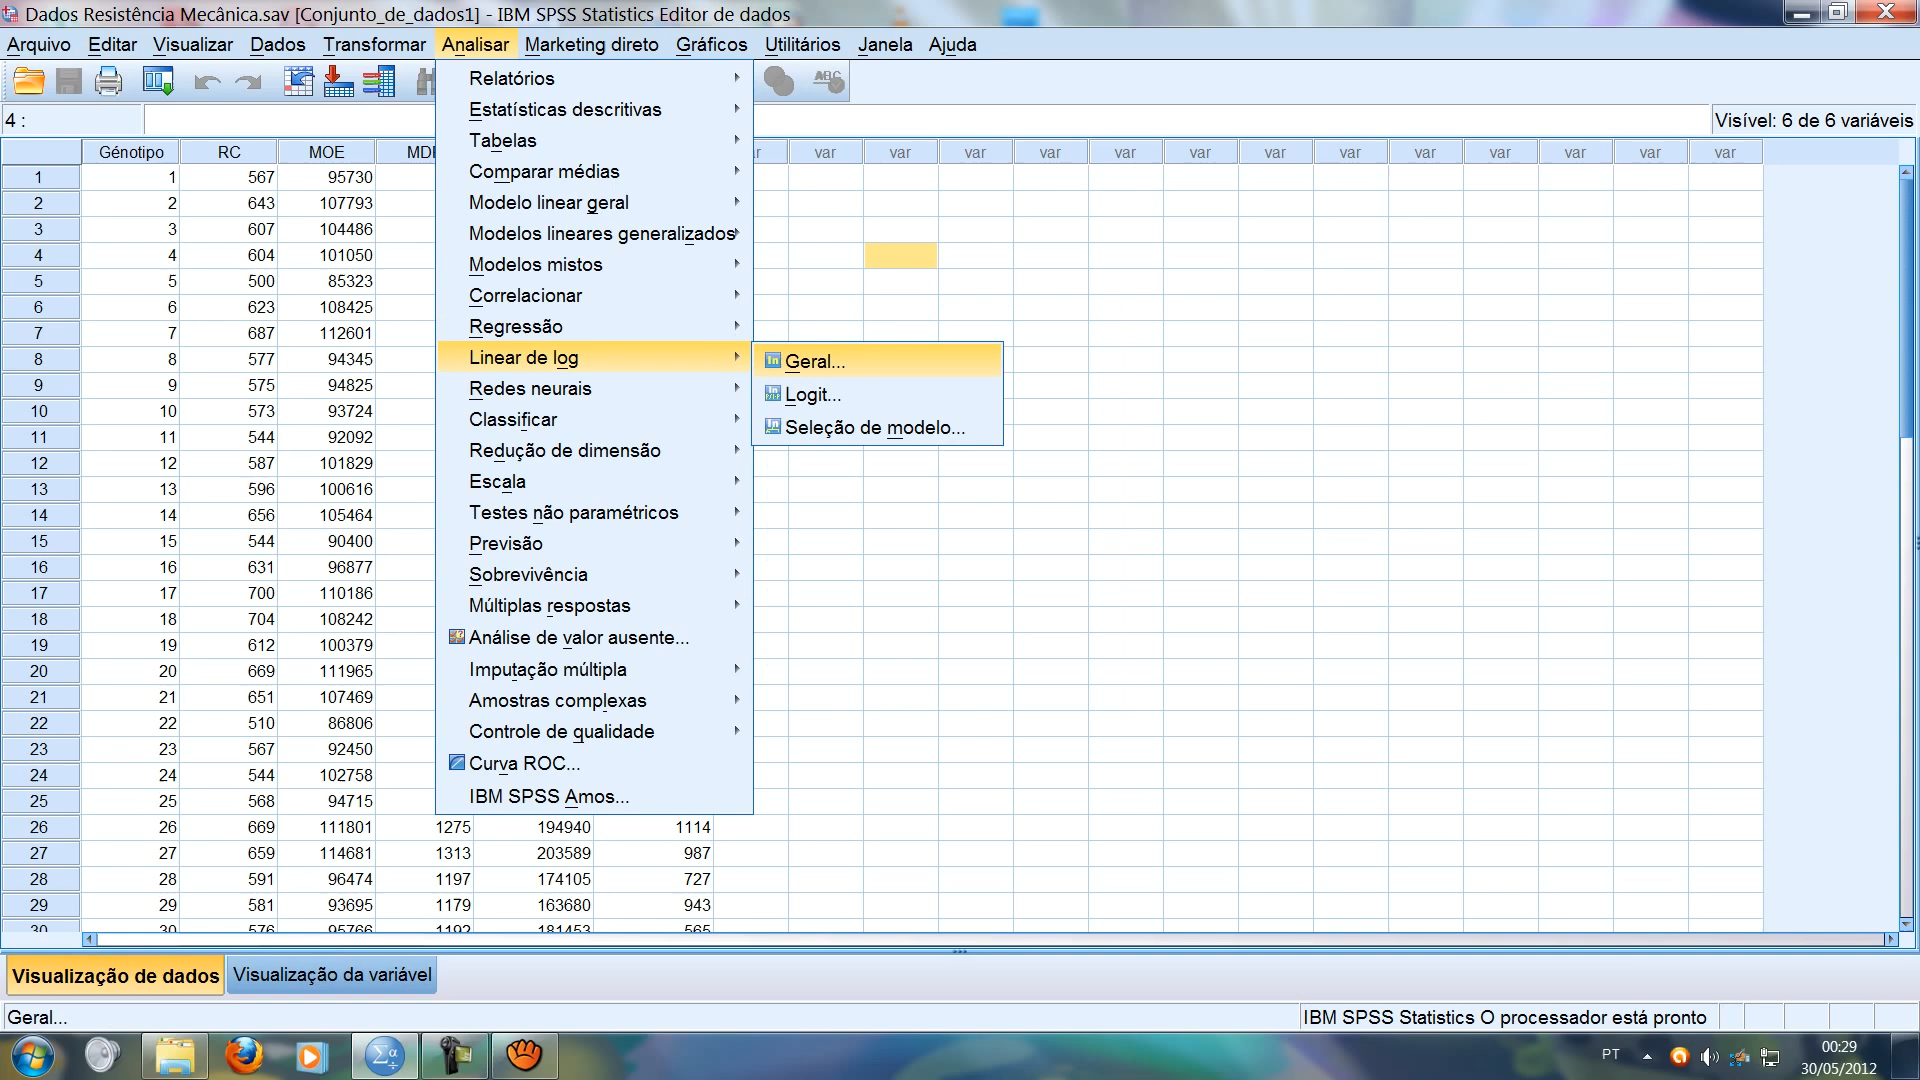 Dados Resistência Mecânica.sav [Conjunto_de_dados1] - IBM SPSS Statistics Editor de dados
Arquivo Editar Visualizar Dados Transformar Analisar Marketing direto Gráficos Utilitários Janela Ajuda
ABC
4 :
Visível: 6 de 6 variáveis
Génotipo RC MOE var var var var var var var var var var var var var
1 1 567 95730
2 2 643 107793
3 3 607 104486
4 4 604 101050
5 5 500 85323
6 6 623 108425
7 7 687 112601
8 8 577 94345
9 9 575 94825
10 10 573 93724
11 11 544 92092
12 12 587 101829
13 13 596 100616
14 14 656 105464
15 15 544 90400
16 16 631 96877
17 17 700 110186
18 18 704 108242
19 19 612 100379
20 20 669 111965
21 21 651 107469
22 22 510 86806
23 23 567 92450
24 24 544 102758
25 25 568 94715
26 26 669 111801 1275 194940 1114
27 27 659 114681 1313 203589 987
28 28 591 96474 1197 174105 727
29 29 581 93695 1179 163680 943
30 30 576 95766 1192 181453 565
Relatórios
Estatísticas descritivas
Tabelas
Comparar médias
Modelo linear geral
Modelos lineares generalizados
Modelos mistos
Correlacionar
Regressão
Linear de log
Redes neurais
Classificar
Redução de dimensão
Escala
Testes não paramétricos
Previsão
Sobrevivência
Múltiplas respostas
Análise de valor ausente...
Imputação múltipla
Amostras complexas
Controle de qualidade
Curva ROC...
IBM SPSS Amos...
Geral...
Logit...
Seleção de modelo...
Visualização de dados Visualização da variável
Geral...
IBM SPSS Statistics O processador está pronto
PT
00:29
30/05/2012